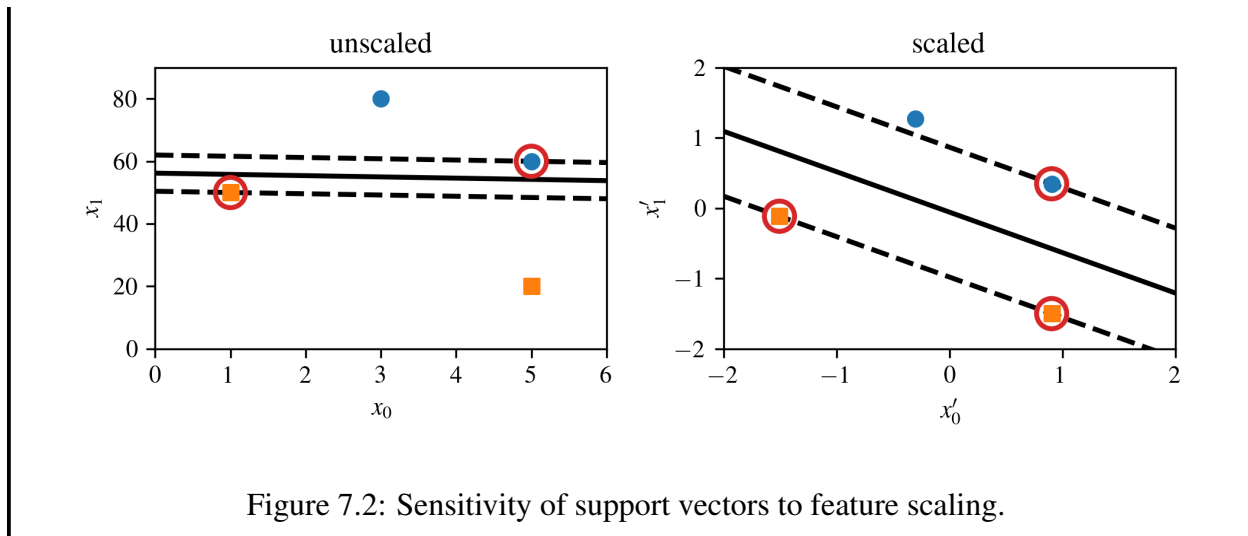 unscaled
80
60
40
20
0
x₁
0 1 2 3 4 5 6
x₀
scaled
2
1
0
−1
−2
x′₁
−2 −1 0 1 2
x′₀
Figure 7.2: Sensitivity of support vectors to feature scaling.